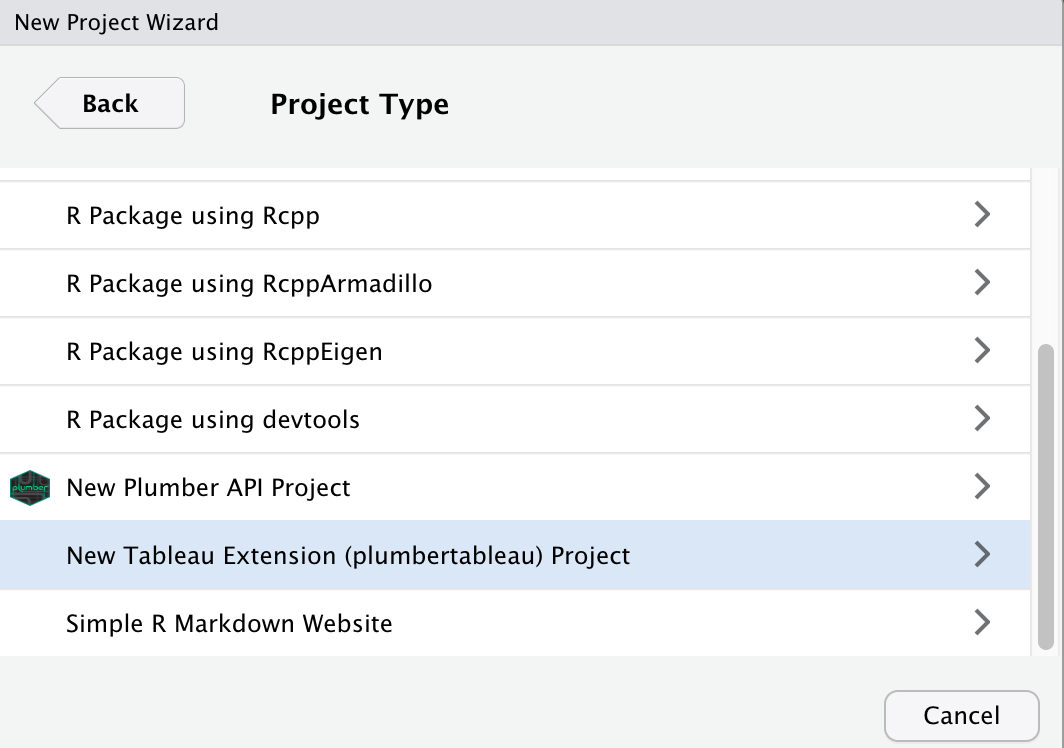 New Project Wizard
Back
Project Type
R Package using Rcpp
R Package using RcppArmadillo
R Package using RcppEigen
R Package using devtools
plumber
New Plumber API Project
New Tableau Extension (plumbertableau) Project
Simple R Markdown Website
Cancel